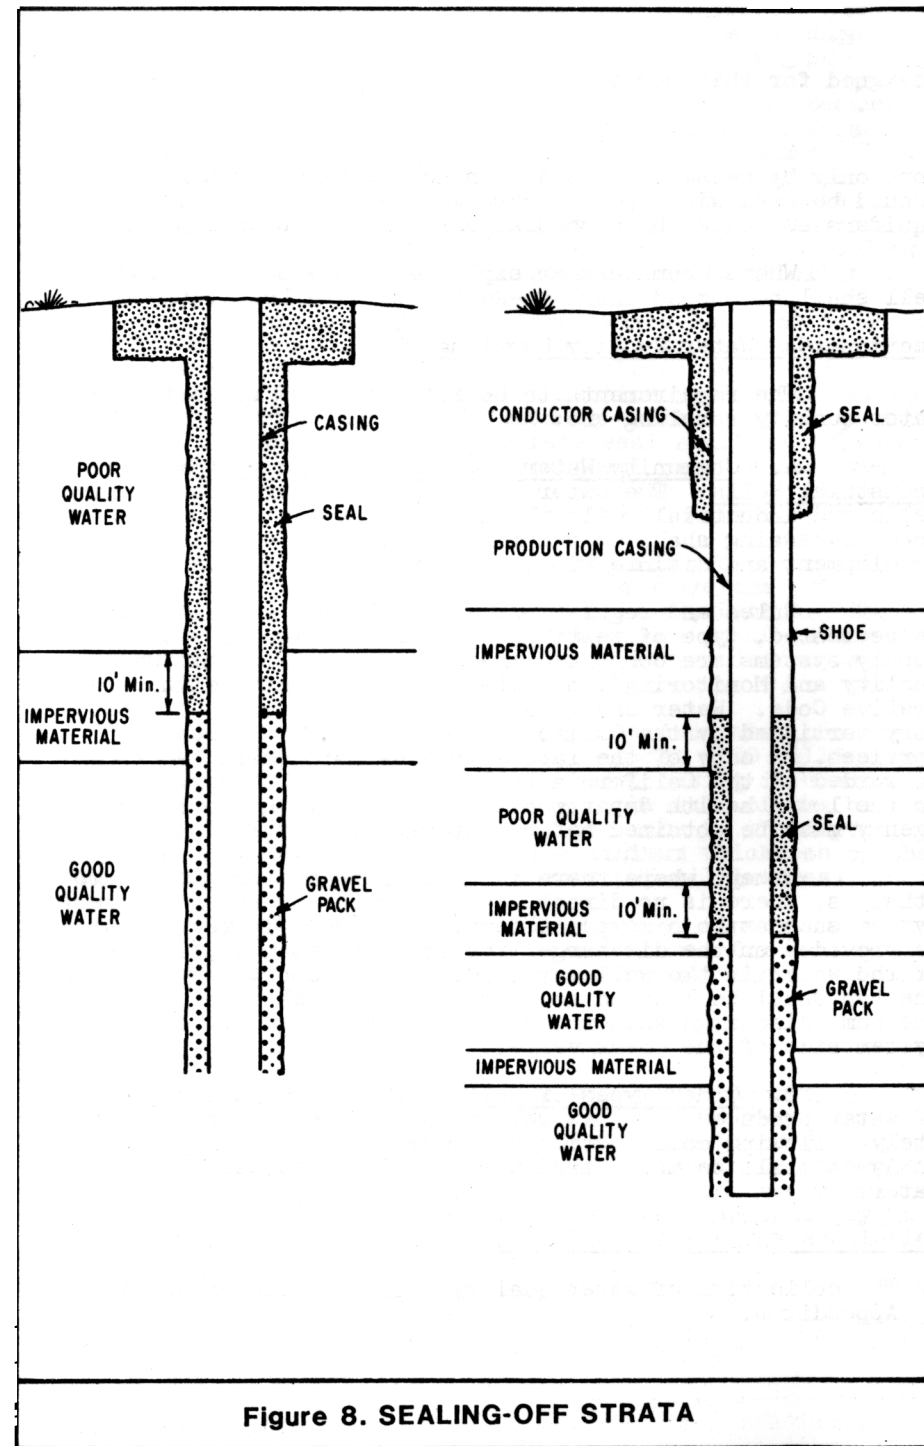 CASING
POOR
QUALITY
WATER
SEAL
10' Min.
IMPERVIOUS
MATERIAL
GOOD
QUALITY
WATER
GRAVEL
PACK
CONDUCTOR CASING
SEAL
PRODUCTION CASING
SHOE
IMPERVIOUS MATERIAL
10' Min.
POOR QUALITY
WATER
SEAL
IMPERVIOUS
MATERIAL
10' Min.
GOOD
QUALITY
WATER
GRAVEL
PACK
IMPERVIOUS MATERIAL
GOOD
QUALITY
WATER
Figure 8. SEALING-OFF STRATA